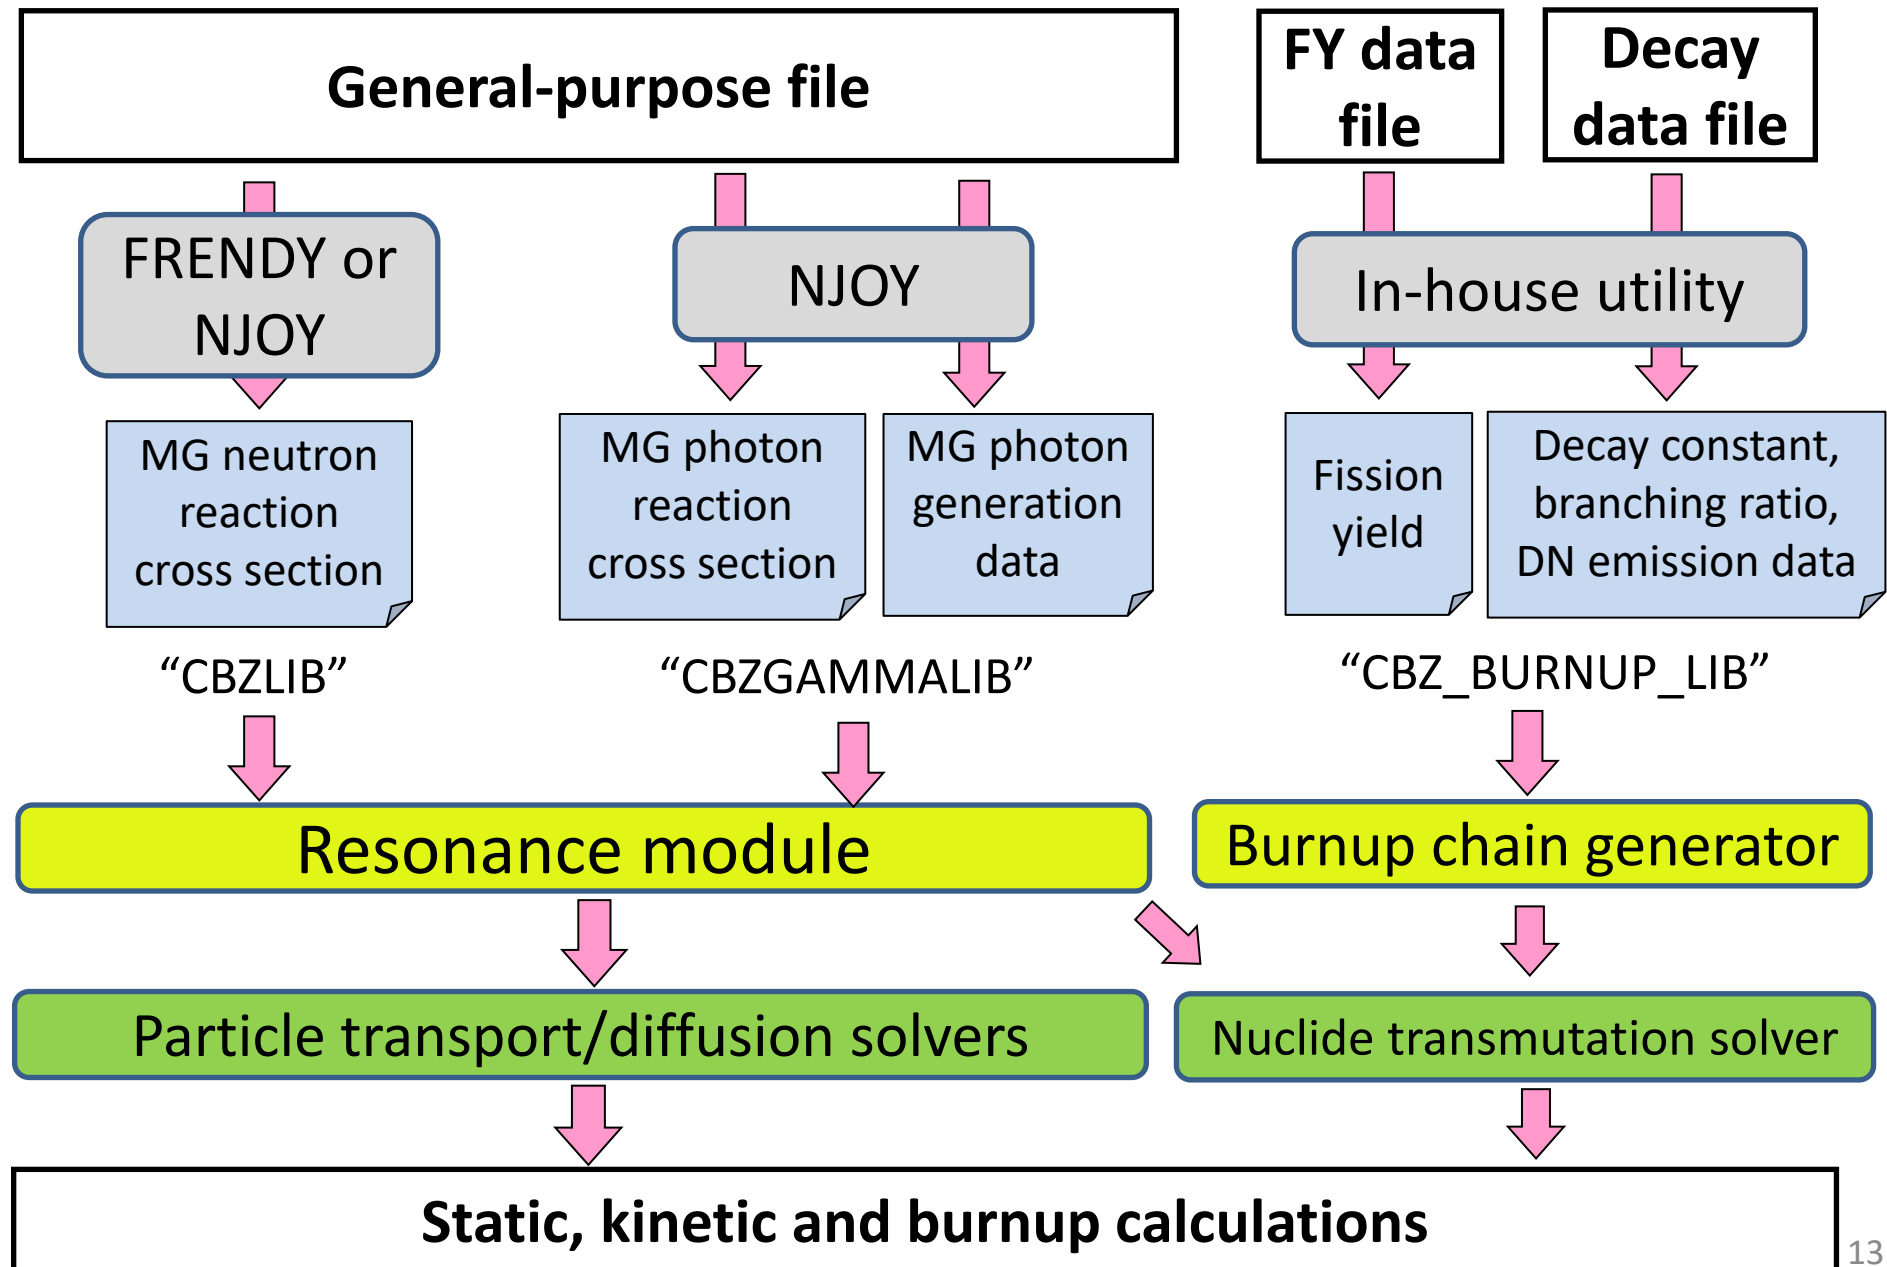 General-purpose file
FY data
file
Decay
data file
FRENDY or
NJOY
NJOY
In-house utility
MG neutron
reaction
cross section
MG photon
reaction
cross section
MG photon
generation
data
Fission
yield
Decay constant,
branching ratio,
DN emission data
“CBZLIB”
“CBZGAMMALIB”
“CBZ_BURNUP_LIB”
Resonance module
Burnup chain generator
Particle transport/diffusion solvers
Nuclide transmutation solver
Static, kinetic and burnup calculations
13